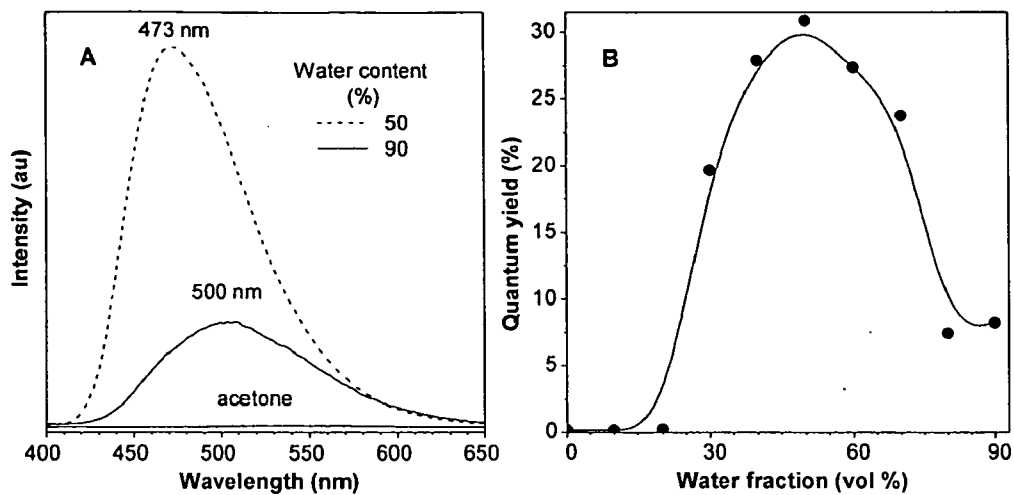 A
473 nm
Water content
(%)
50
90
500 nm
acetone
Intensity (au)
400 450 500 550 600 650
Wavelength (nm)
B
30
25
20
15
10
5
0
Quantum yield (%)
0 30 60 90
Water fraction (vol %)